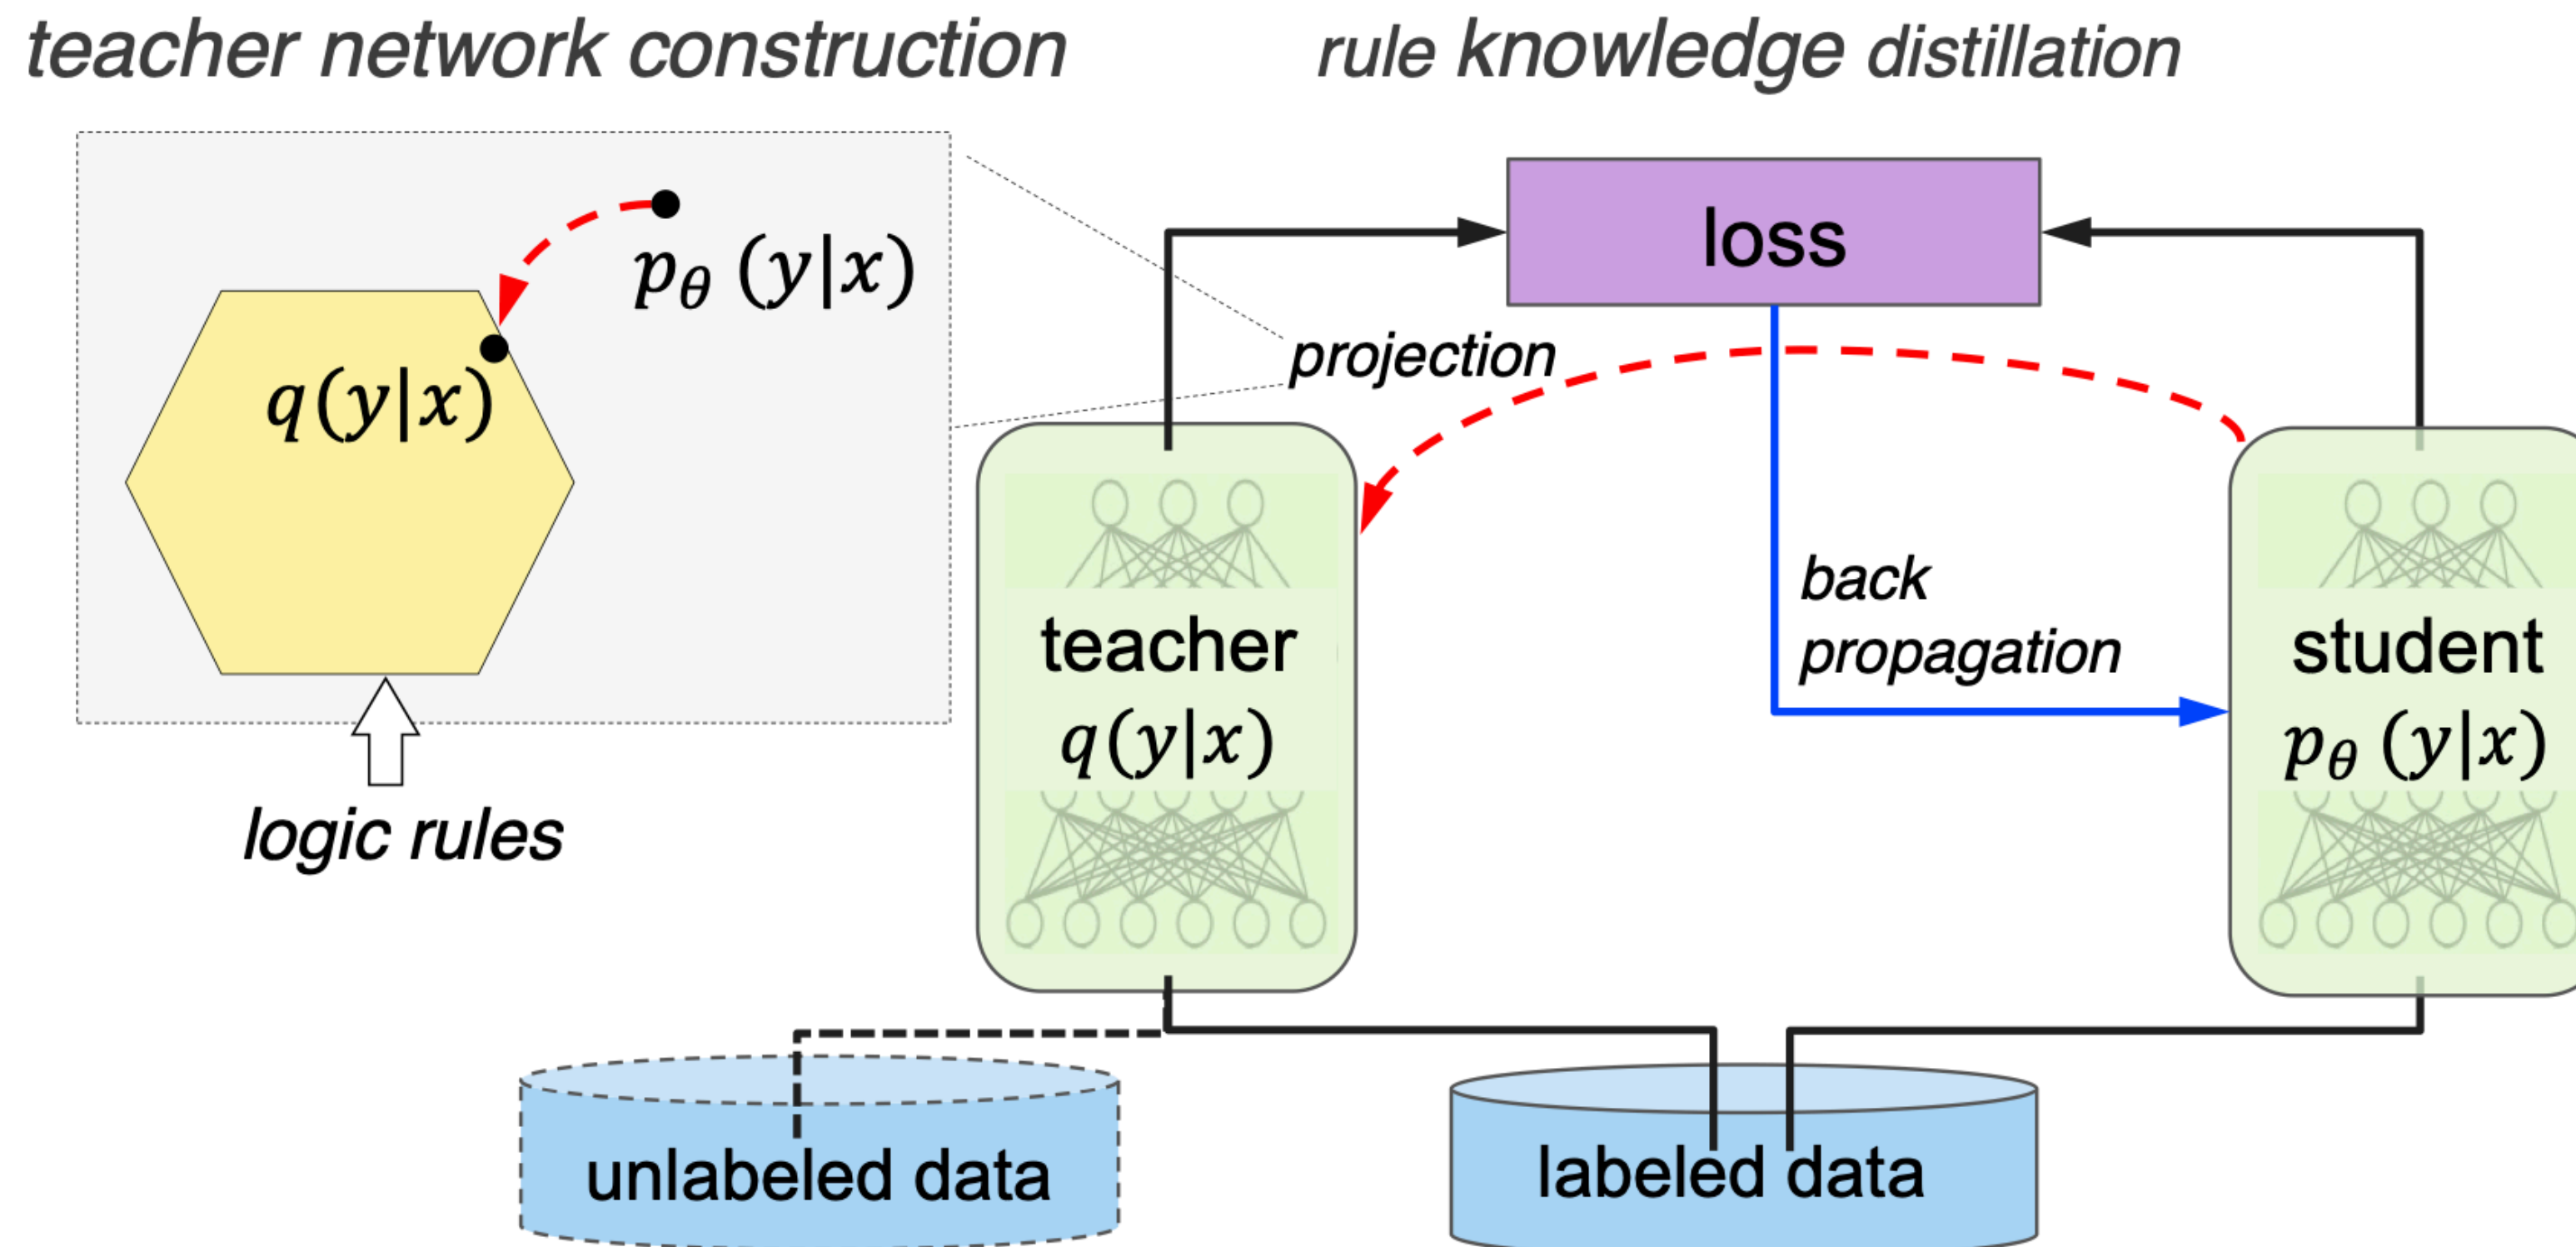 teacher network construction
rule knowledge distillation
pθ (y|x)
q(y|x)
logic rules
loss
projection
back
propagation
teacher
q(y|x)
student
pθ (y|x)
unlabeled data
labeled data